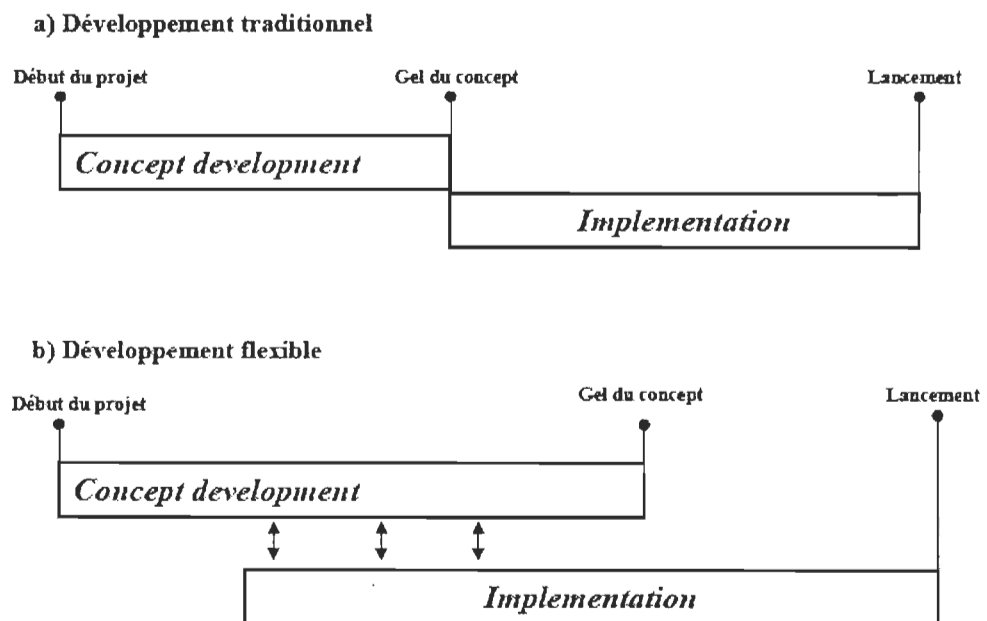 a) Développement traditionnel
Début du projet Gel du concept Lancement
Concept development
Implementation
b) Développement flexible
Début du projet Gel du concept Lancement
Concept development
Implementation